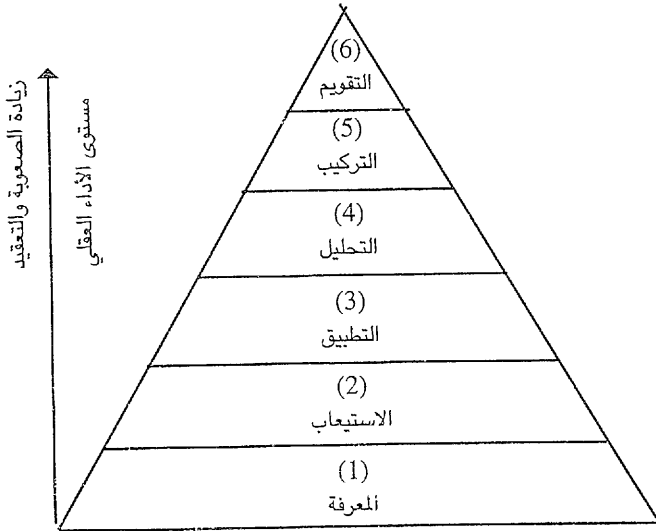 (6)
التقويم
(5)
التركيب
(4)
التحليل
(3)
التطبيق
(2)
الاستيعاب
(1)
المعرفة
مستوى الأداء العقلي
زيادة الصعوبة والتعقيد